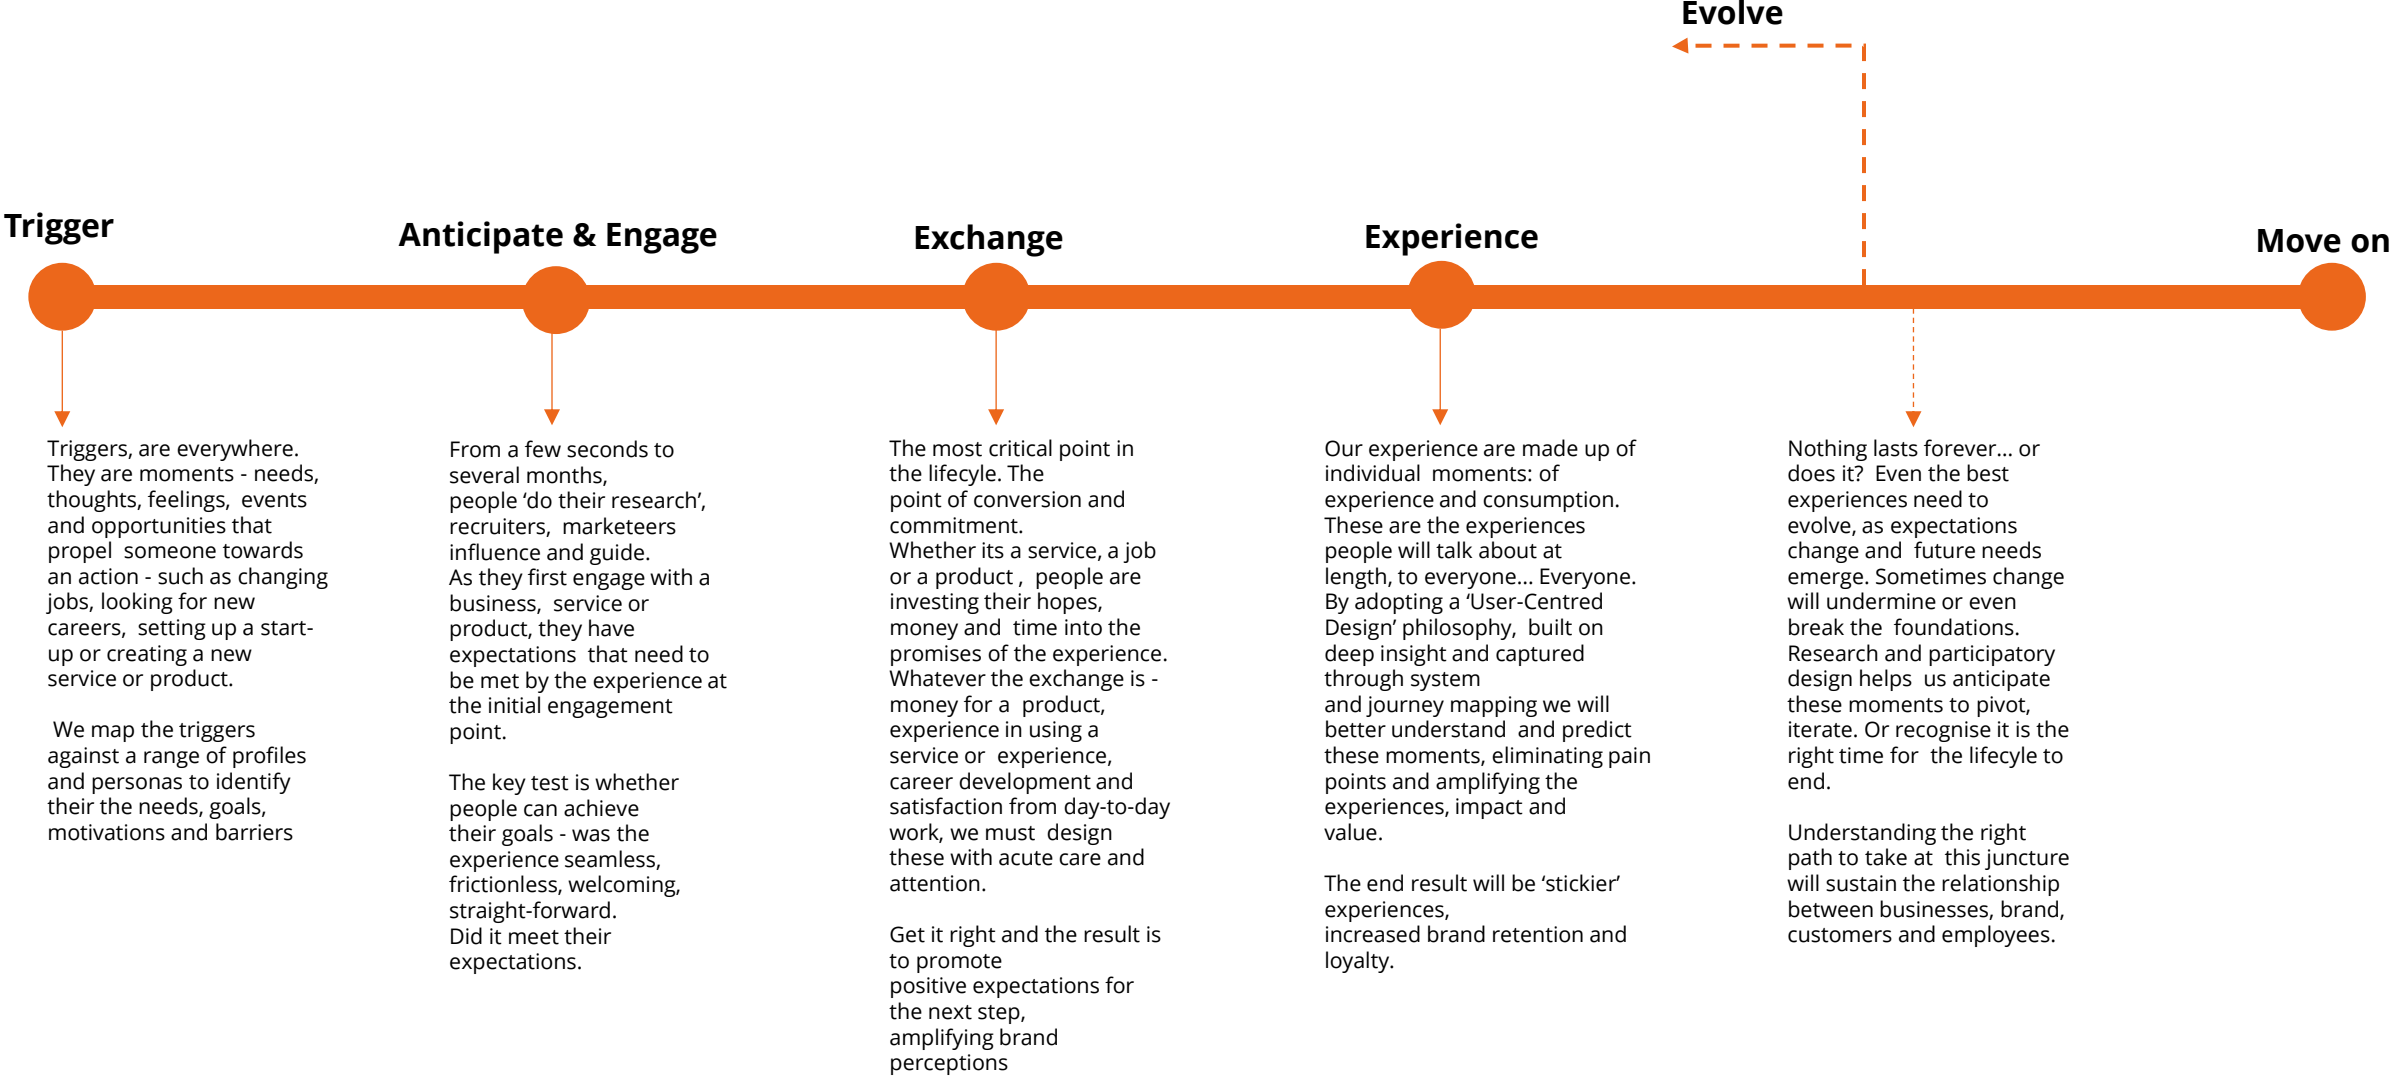 Evolve
Trigger
Anticipate & Engage
Exchange
Experience
Move on
Triggers, are everywhere.
They are moments - needs,
thoughts, feelings,  events
and opportunities that
propel  someone towards
an action - such as changing
jobs, looking for new
careers,  setting up a start-
up or creating a new
service or product.
We map the triggers
against a range of profiles
and personas to identify
their the needs, goals,
motivations and barriers
From a few seconds to
several months,
people ‘do their research’,
recruiters,  marketeers
influence and guide.
As they first engage with a
business,  service or
product, they have
expectations  that need to
be met by the experience at
the initial engagement
point.
The key test is whether
people can achieve
their goals - was the
experience seamless,
frictionless, welcoming,
straight-forward.
Did it meet their
expectations.
The most critical point in
the lifecyle. The
point of conversion and
commitment.
Whether its a service, a job
or a product ,  people are
investing their hopes,
money and  time into the
promises of the experience.
Whatever the exchange is -
money for a  product,
experience in using a
service or  experience,
career development and
satisfaction from day-to-day
work, we must  design
these with acute care and
attention.
Get it right and the result is
to promote
positive expectations for
the next step,
amplifying brand
perceptions
Our experience are made up of
individual  moments: of
experience and consumption.
These are the experiences
people will talk about at
length, to everyone... Everyone.
By adopting a ‘User-Centred
Design’ philosophy,  built on
deep insight and captured
through system
and journey mapping we will
better understand  and predict
these moments, eliminating pain
points and amplifying the
experiences, impact and
value.
The end result will be ‘stickier’
experiences,
increased brand retention and
loyalty.
Nothing lasts forever... or
does it?  Even the best
experiences need to
evolve, as expectations
change and  future needs
emerge. Sometimes change
will undermine or even
break the  foundations.
Research and participatory
design helps  us anticipate
these moments to pivot,
iterate. Or recognise it is the
right time for  the lifecyle to
end.
Understanding the right
path to take at  this juncture
will sustain the relationship
between businesses, brand,
customers and employees.